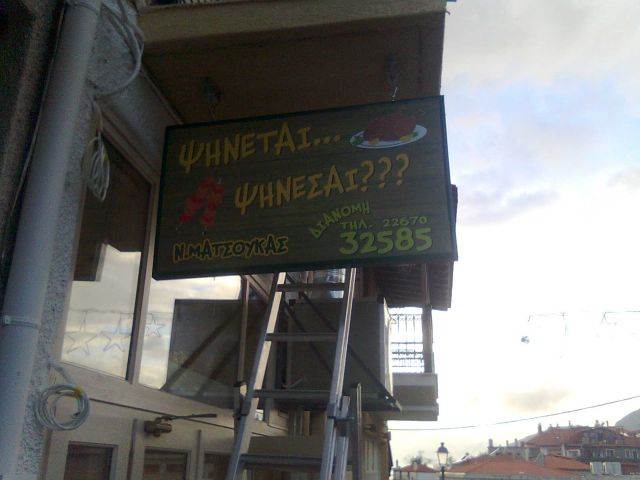 ΨΗΝΕΤΑΙ...
ΨΗΝΕΣΑΙ???
Ν.ΜΑΤΣΟΥΚΑΣ
ΔΙΑΝΟΜΗ
ΤΗΛ. 22670
32585